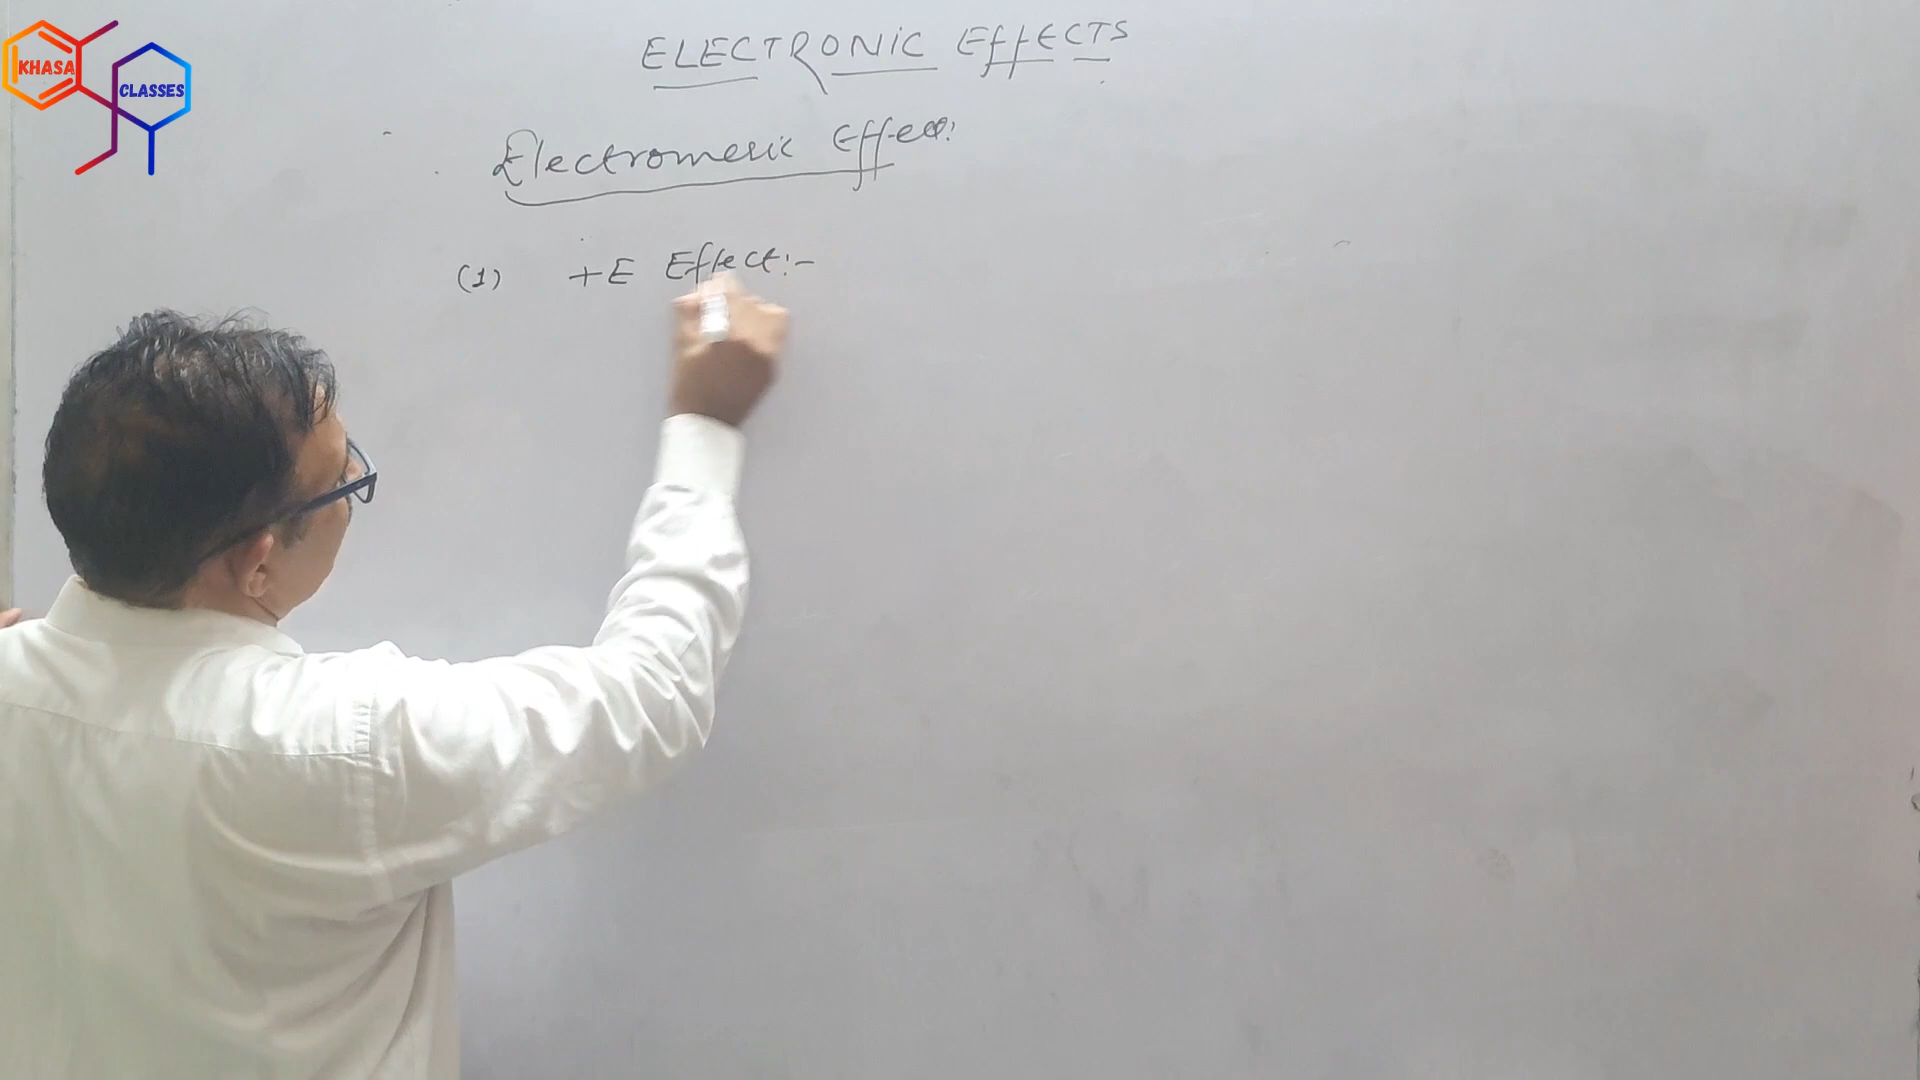 KHASA
CLASSES
ELECTRONIC EFFECTS
Electromeric Effect:
(1) +E Effect:-